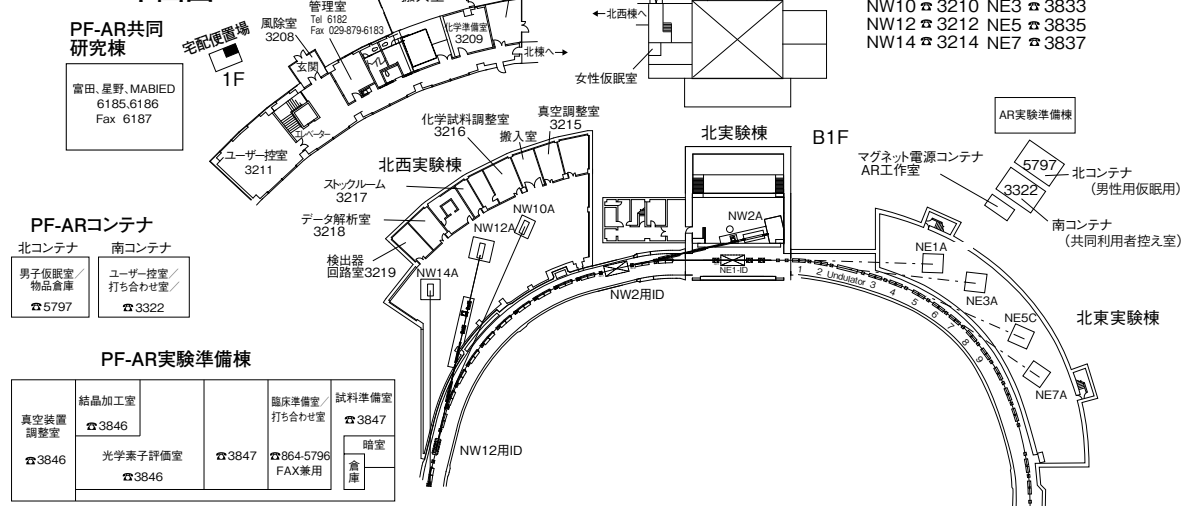 PF-AR共同
研究棟
富田、星野、MABIED
6185.6186
Fax 6187
宅配便置場
1F
風除室
3208
管理室
Tel 6182
Fax 029-879-6183
化学準備室
3209
北棟へ
玄関
エレベーター
ユーザー控室
3211
北西棟へ
女性仮眠室
NW10 ☎ 3210 NE3 ☎ 3833
NW12 ☎ 3212 NE5 ☎ 3835
NW14 ☎ 3214 NE7 ☎ 3837
北西実験棟
化学試料調整室
3216
搬入室
真空調整室
3215
ストックルーム
3217
データ解析室
3218
検出器
回路室3219
NW10A
NW12A
NW14A
北実験棟
B1F
NW2A
NE1-ID
NW2用ID
NW12用ID
1 2 Undulator 3 4 5 6 7 8 9
NE1A
NE3A
NE5C
NE7A
北東実験棟
AR実験準備棟
マグネット電源コンテナ
AR工作室
5797
3322
北コンテナ
(男性用仮眠用)
南コンテナ
(共同利用者控え室)
PF-ARコンテナ
北コンテナ
男子仮眠室/
物品倉庫
☎5797
南コンテナ
ユーザー控室/
打ち合わせ室/
☎3322
PF-AR実験準備棟
真空装置
調整室
☎3846
結晶加工室
☎3846
光学素子評価室
☎3846
☎3847
臨床準備室/
打ち合わせ室
☎864-5796
FAX兼用
試料準備室
☎3847
暗室
倉庫